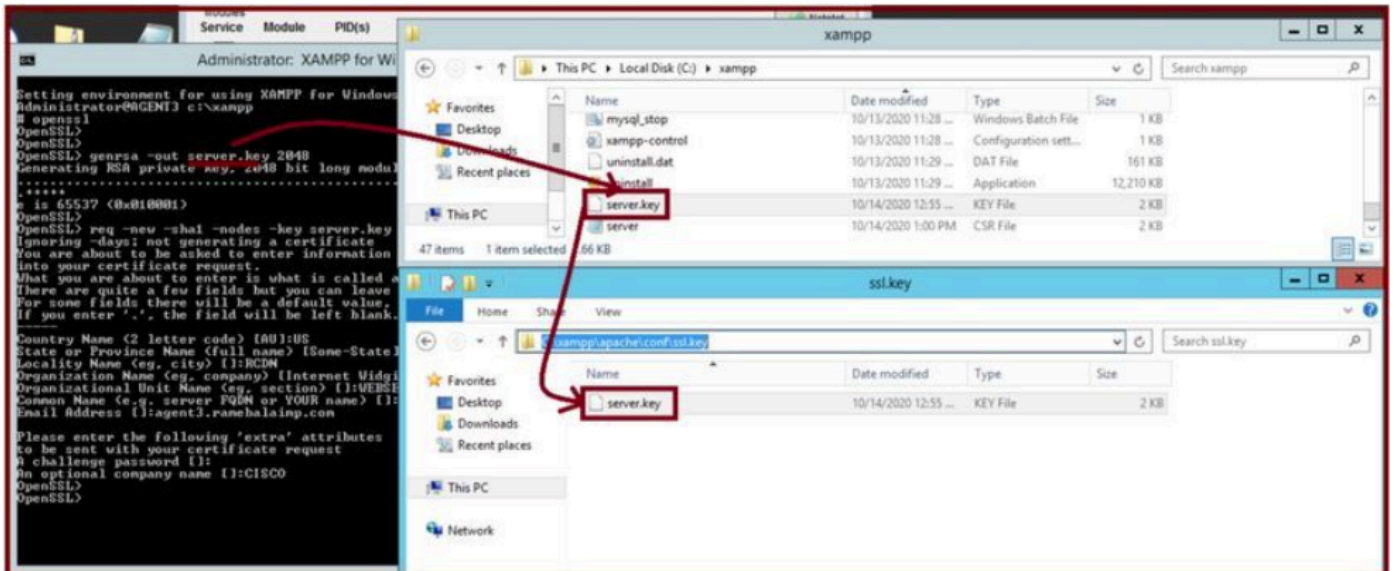 Modules
Service Module PID(s)
Administrator: XAMPP for Wi
Setting environment for using XAMPP for Windows
Administrator@AGENT3 c:\xampp
# openssl
OpenSSL>
OpenSSL>
OpenSSL> genrsa -out server.key 2048
Generating RSA private key, 2048 bit long modul
.+++++
e is 65537 (0x010001)
OpenSSL>
OpenSSL> req -new -sha1 -nodes -key server.key
Ignoring -days; not generating a certificate
You are about to be asked to enter information
into your certificate request.
What you are about to enter is what is called a
There are quite a few fields but you can leave
For some fields there will be a default value,
If you enter '.', the field will be left blank.
-----
Country Name (2 letter code) [AU]:US
State or Province Name (full name) [Some-State]
Locality Name (eg, city) []:RCDN
Organization Name (eg, company) [Internet Widgi
Organizational Unit Name (eg, section) []:WEBSE
Common Name (e.g. server FQDN or YOUR name) []:
Email Address []:agent3.ramebalaimp.com
Please enter the following 'extra' attributes
to be sent with your certificate request
A challenge password []:
An optional company name []:CISCO
OpenSSL>
OpenSSL>
xampp
This PC Local Disk (C:) xampp
Search xampp
Favorites
Desktop
Downloads
Recent places
This PC
Name Date modified Type Size
mysql_stop 10/13/2020 11:28 ... Windows Batch File 1 KB
xampp-control 10/13/2020 11:28 ... Configuration sett... 1 KB
uninstall.dat 10/13/2020 11:29 ... DAT File 161 KB
uninstall 10/13/2020 11:29 ... Application 12,210 KB
server.key 10/14/2020 12:55 ... KEY File 2 KB
server 10/14/2020 1:00 PM CSR File 2 KB
47 items 1 item selected 1.66 KB
ssl.key
File Home Share View
C:\xampp\apache\conf\ssl.key
Search ssl.key
Favorites
Desktop
Downloads
Recent places
This PC
Network
Name Date modified Type Size
server.key 10/14/2020 12:55 ... KEY File 2 KB